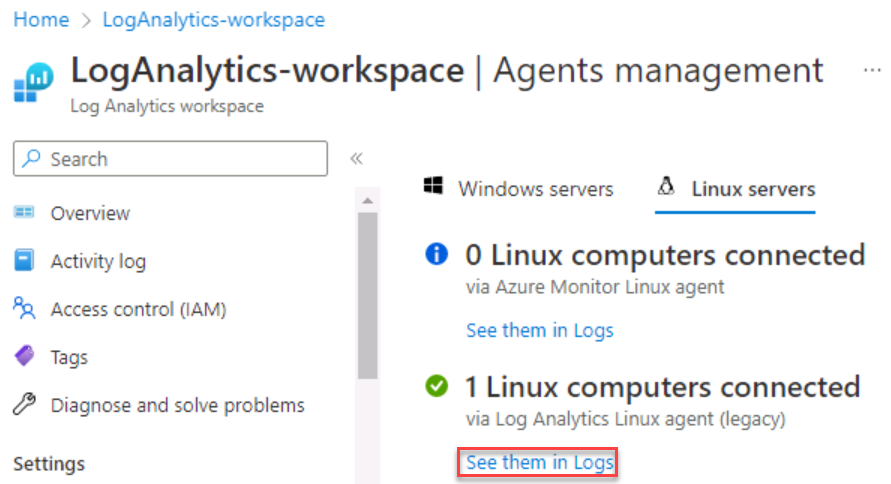 Home > LogAnalytics-workspace
LogAnalytics-workspace | Agents management ...
Log Analytics workspace
Search «
Overview
Activity log
Access control (IAM)
Tags
Diagnose and solve problems
Settings
Windows servers Linux servers
0 Linux computers connected
via Azure Monitor Linux agent
See them in Logs
1 Linux computers connected
via Log Analytics Linux agent (legacy)
See them in Logs